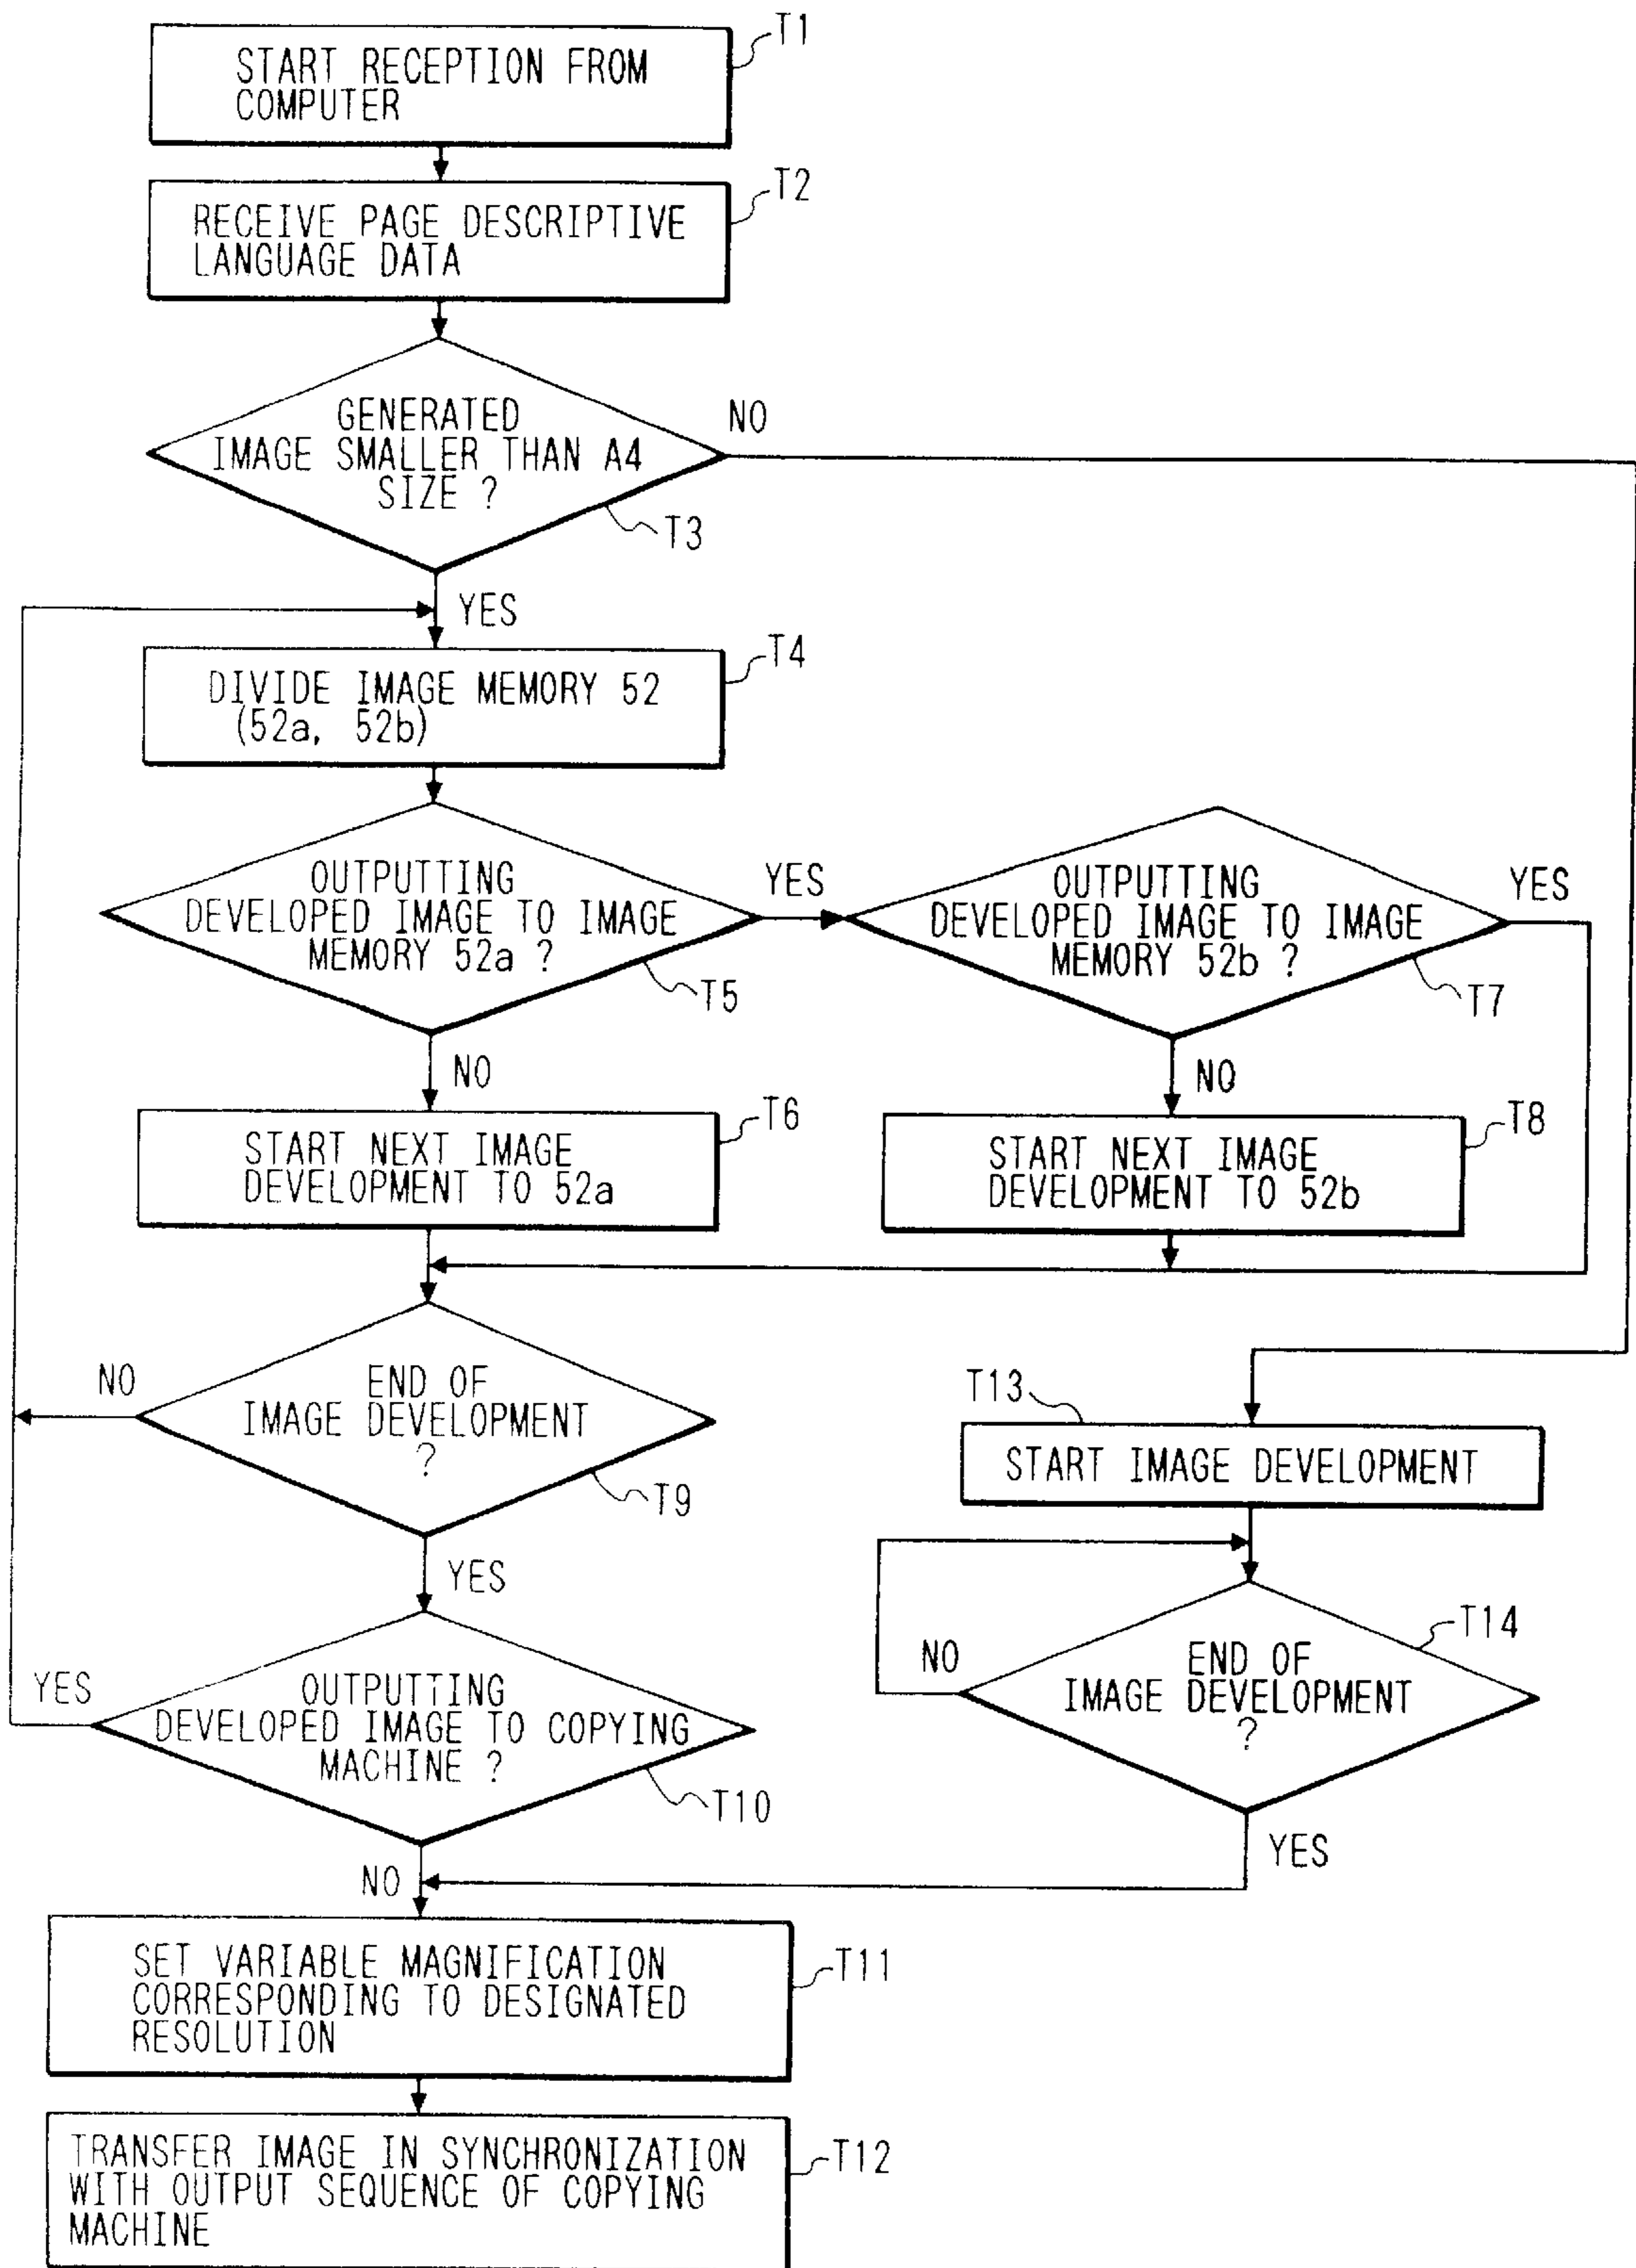 T1
START RECEPTION FROM
COMPUTER
T2
RECEIVE PAGE DESCRIPTIVE
LANGUAGE DATA
GENERATED
IMAGE SMALLER THAN A4
SIZE ?
NO
T3
YES
T4
DIVIDE IMAGE MEMORY 52
(52a, 52b)
OUTPUTTING
DEVELOPED IMAGE TO IMAGE
MEMORY 52a ?
YES
T5
OUTPUTTING
DEVELOPED IMAGE TO IMAGE
MEMORY 52b ?
YES
T7
NO
NO
T6
START NEXT IMAGE
DEVELOPMENT TO 52a
T8
START NEXT IMAGE
DEVELOPMENT TO 52b
NO
END OF
IMAGE DEVELOPMENT
?
T9
T13
START IMAGE DEVELOPMENT
YES
YES
OUTPUTTING
DEVELOPED IMAGE TO COPYING
MACHINE ?
T10
NO
END OF
IMAGE DEVELOPMENT
?
T14
YES
NO
SET VARIABLE MAGNIFICATION
CORRESPONDING TO DESIGNATED
RESOLUTION
T11
TRANSFER IMAGE IN SYNCHRONIZATION
WITH OUTPUT SEQUENCE OF COPYING
MACHINE
T12